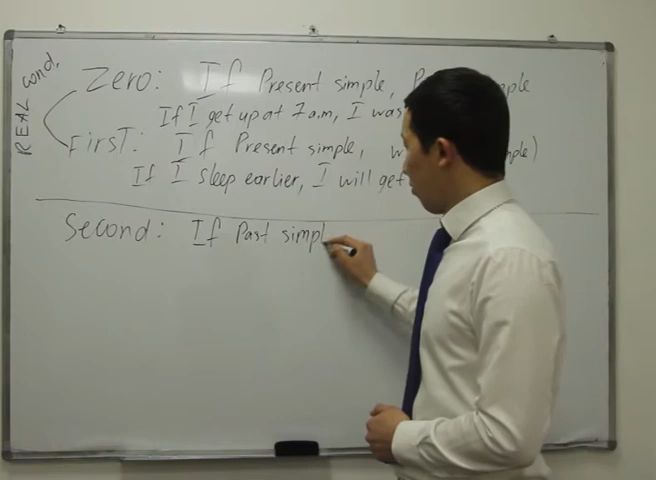 REAL cond.
Zero: If Present simple,
If I get up at 7 a.m, I
First: If Present simple,
If I sleep earlier, I will get
Second: If Past simpl